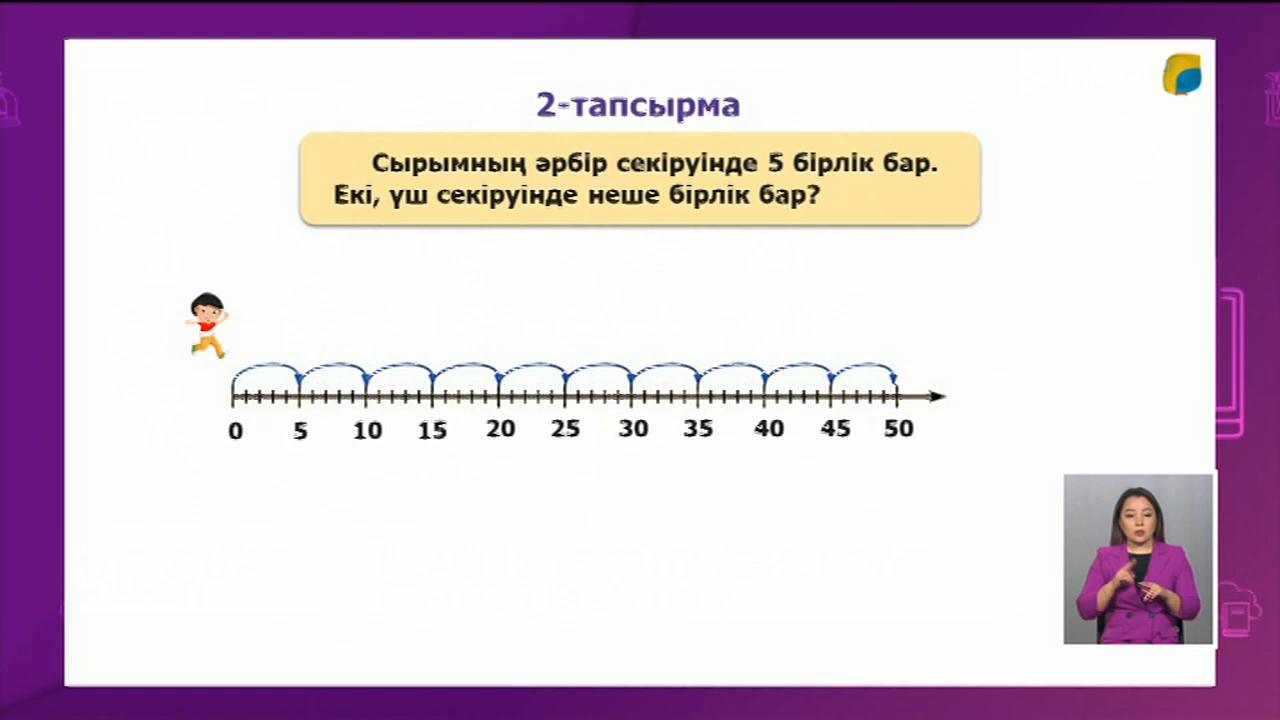 2-тапсырма
Сырымның әрбір секіруінде 5 бірлік бар.
Екі, үш секіруінде неше бірлік бар?
0 5 10 15 20 25 30 35 40 45 50